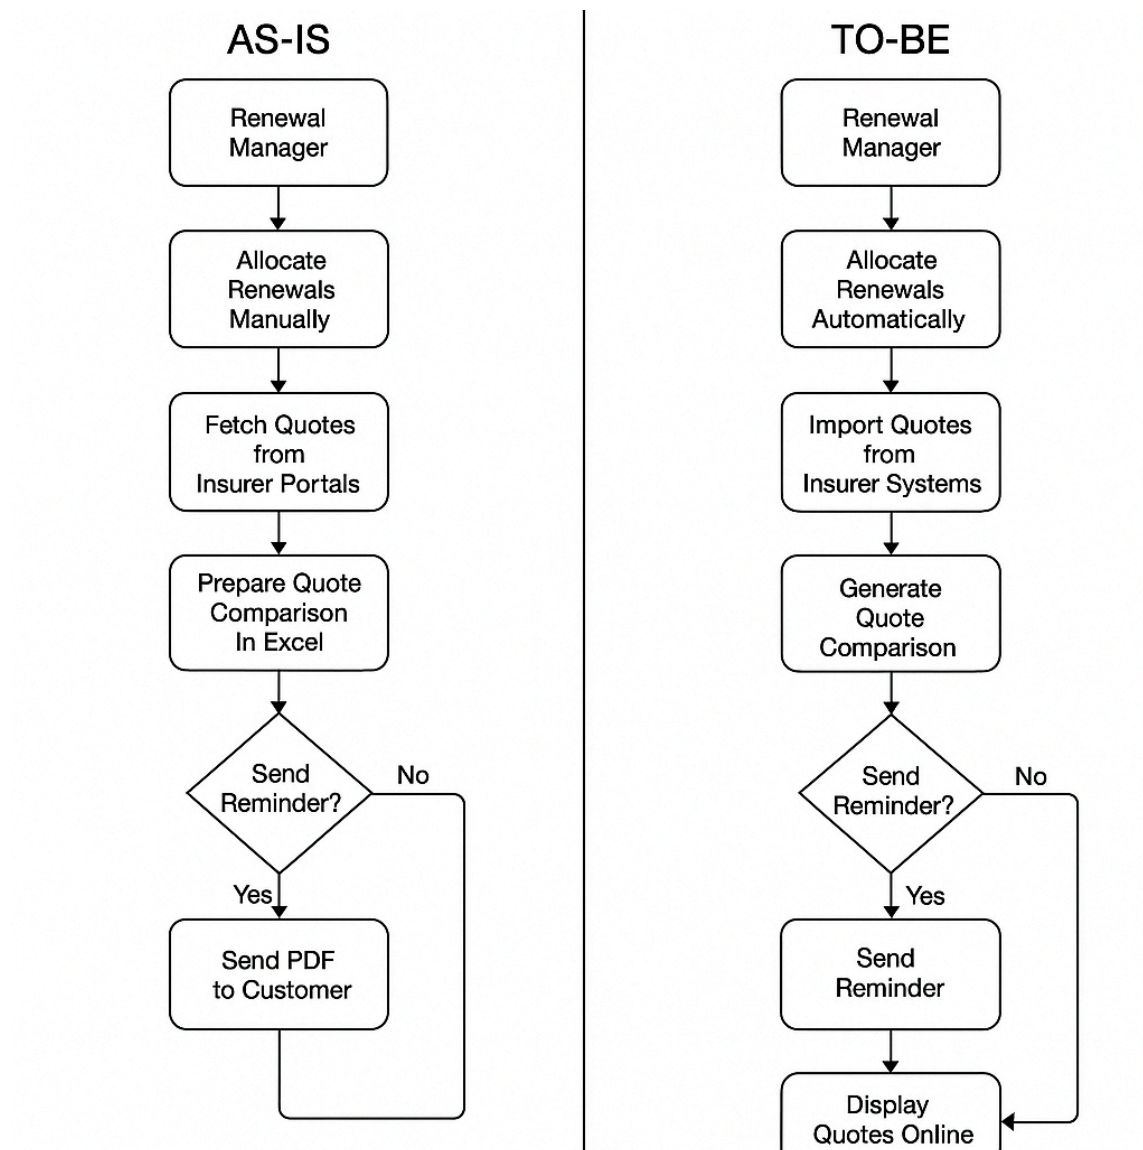 AS-IS
Renewal
Manager
Allocate
Renewals
Manually
Fetch Quotes
from
Insurer Portals
Prepare Quote
Comparison
In Excel
Send
Reminder?
No
Yes
Send PDF
to Customer
TO-BE
Renewal
Manager
Allocate
Renewals
Automatically
Import Quotes
from
Insurer Systems
Generate
Quote
Comparison
Send
Reminder?
No
Yes
Send
Reminder
Display
Quotes Online